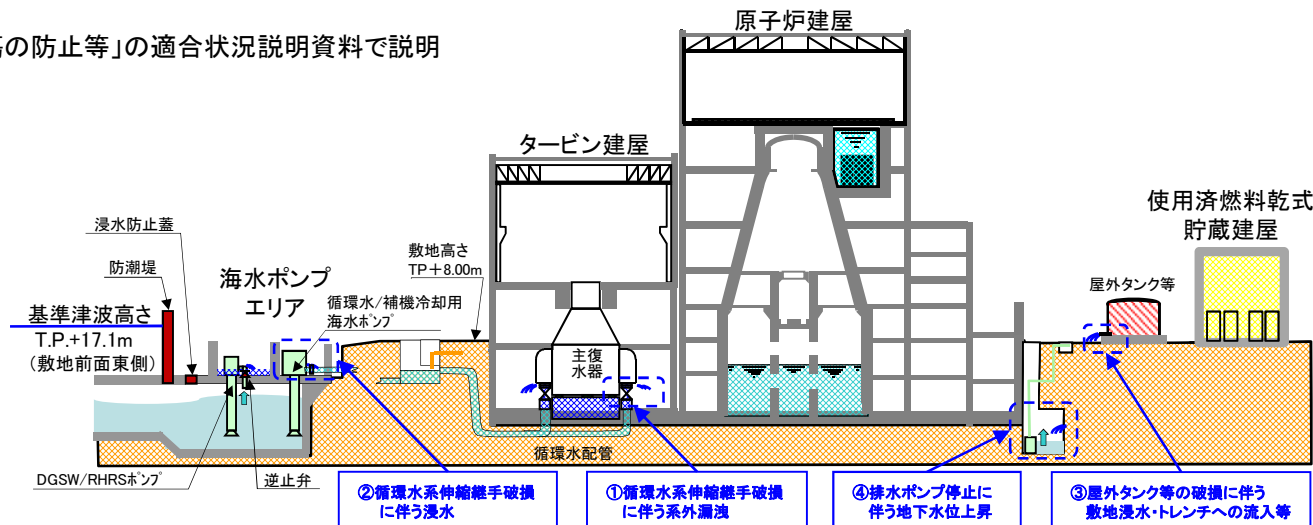 の防止等」の適合状況説明資料で説明
原子炉建屋
タービン建屋
使用済燃料乾式
貯蔵建屋
浸水防止蓋
防潮堤
海水ポンプ
エリア
敷地高さ
TP+8.00m
屋外タンク等
循環水/補機冷却用
海水ポンプ
基準津波高さ
T.P.+17.1m
(敷地前面東側)
主復
水器
循環水配管
DGSW/RHRSポンプ
逆止弁
②循環水系伸縮継手破損
に伴う浸水
①循環水系伸縮継手破損
に伴う系外漏洩
④排水ポンプ停止に
伴う地下水位上昇
③屋外タンク等の破損に伴う
敷地浸水・トレンチへの流入等